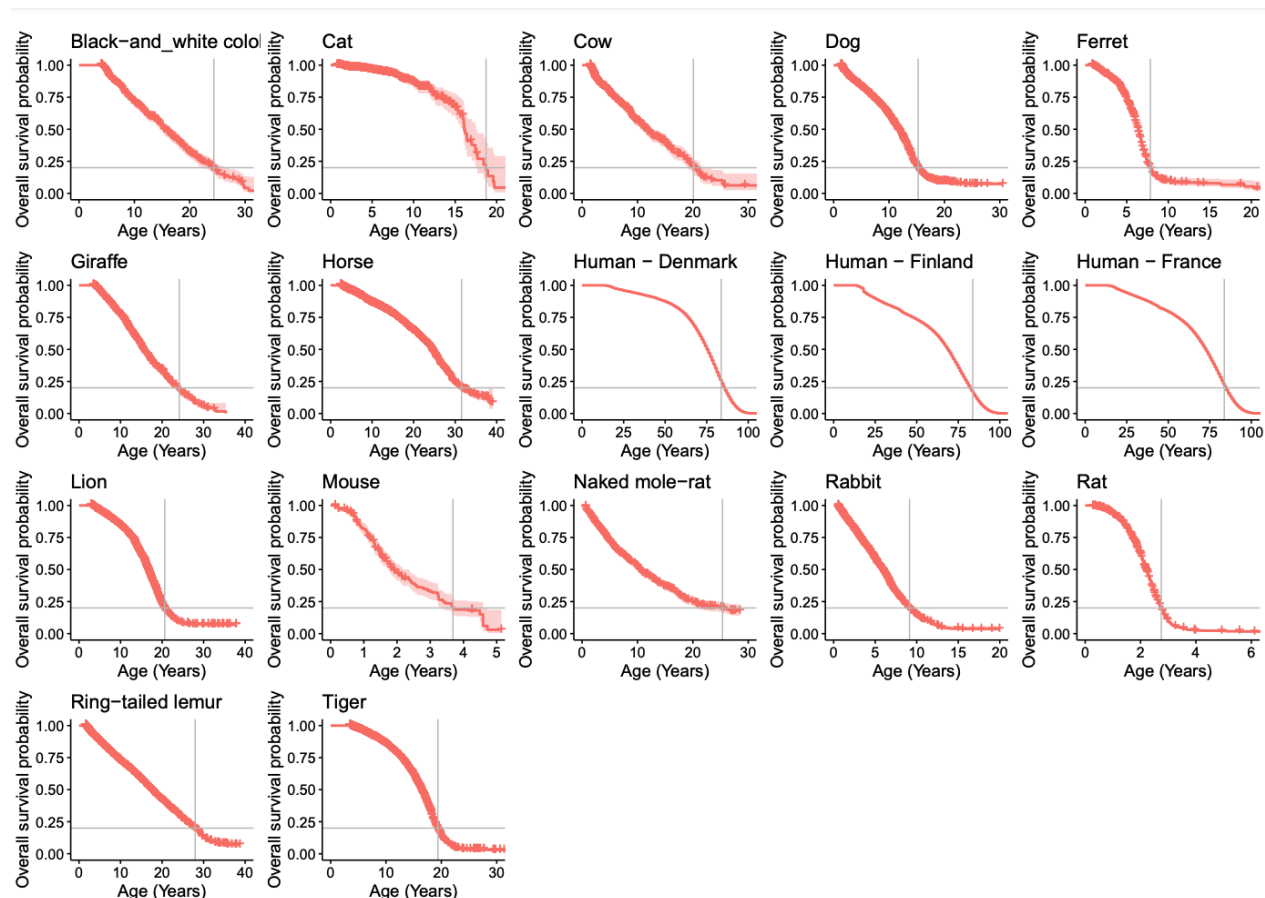 Black−and_white colo
Overall survival probability
1.00
0.75
0.50
0.25
0.00
0 10 20 30
Age (Years)
Cat
Overall survival probability
1.00
0.75
0.50
0.25
0.00
0 5 10 15 20
Age (Years)
Cow
Overall survival probability
1.00
0.75
0.50
0.25
0.00
0 10 20 30
Age (Years)
Dog
Overall survival probability
1.00
0.75
0.50
0.25
0.00
0 10 20 30
Age (Years)
Ferret
Overall survival probability
1.00
0.75
0.50
0.25
0.00
0 5 10 15 20
Age (Years)
Giraffe
Overall survival probability
1.00
0.75
0.50
0.25
0.00
0 10 20 30 40
Age (Years)
Horse
Overall survival probability
1.00
0.75
0.50
0.25
0.00
0 10 20 30 40
Age (Years)
Human − Denmark
Overall survival probability
1.00
0.75
0.50
0.25
0.00
0 25 50 75 100
Age (Years)
Human − Finland
Overall survival probability
1.00
0.75
0.50
0.25
0.00
0 25 50 75 100
Age (Years)
Human − France
Overall survival probability
1.00
0.75
0.50
0.25
0.00
0 25 50 75 100
Age (Years)
Lion
Overall survival probability
1.00
0.75
0.50
0.25
0.00
0 10 20 30 40
Age (Years)
Mouse
Overall survival probability
1.00
0.75
0.50
0.25
0.00
0 1 2 3 4 5
Age (Years)
Naked mole−rat
Overall survival probability
1.00
0.75
0.50
0.25
0.00
0 10 20 30
Age (Years)
Rabbit
Overall survival probability
1.00
0.75
0.50
0.25
0.00
0 5 10 15 20
Age (Years)
Rat
Overall survival probability
1.00
0.75
0.50
0.25
0.00
0 2 4 6
Age (Years)
Ring−tailed lemur
Overall survival probability
1.00
0.75
0.50
0.25
0.00
0 10 20 30 40
Age (Years)
Tiger
Overall survival probability
1.00
0.75
0.50
0.25
0.00
0 10 20 30
Age (Years)